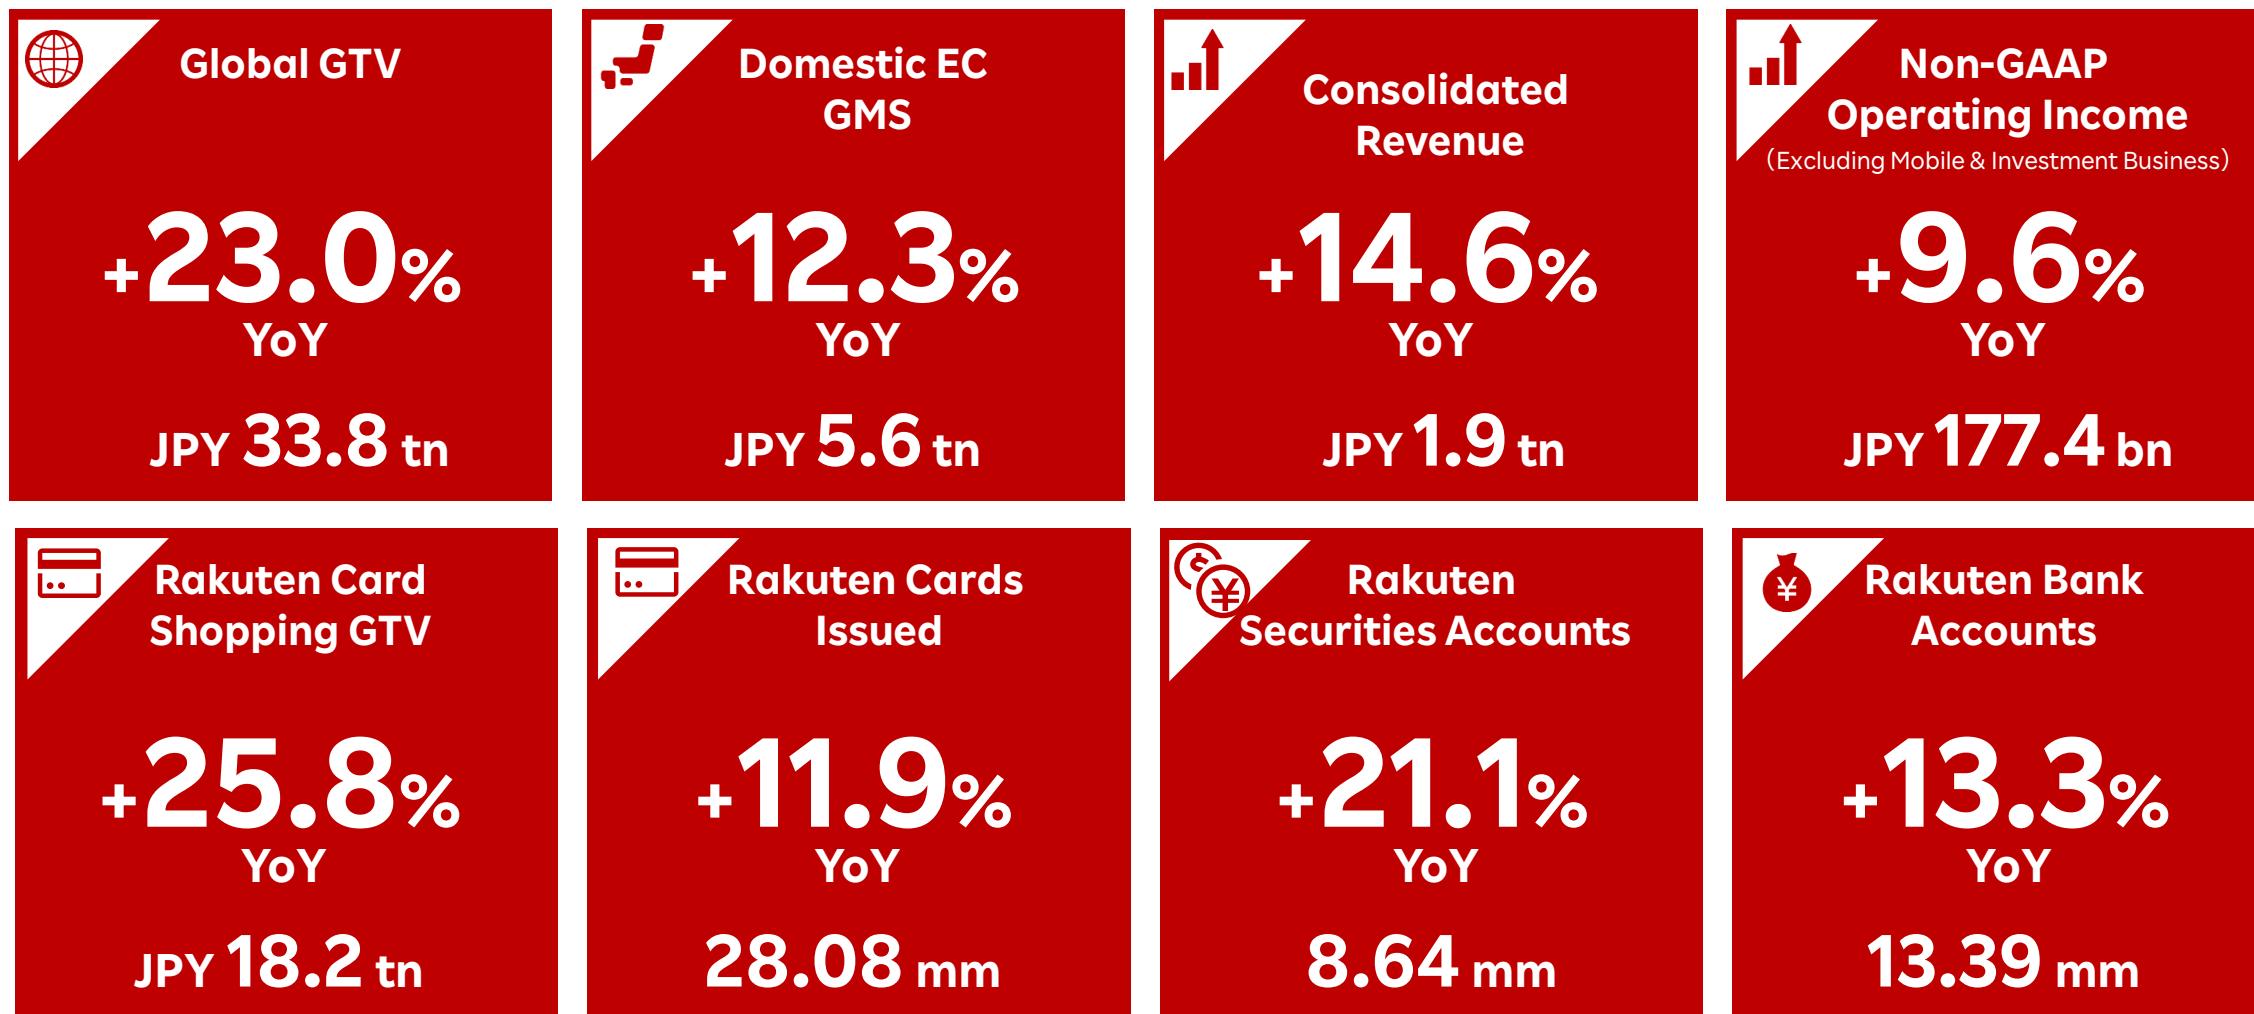 Global GTV
+23.0%
YoY
JPY 33.8 tn
Domestic EC
GMS
+12.3%
YoY
JPY 5.6 tn
Consolidated
Revenue
+14.6%
YoY
JPY 1.9 tn
Non-GAAP
Operating Income
(Excluding Mobile & Investment Business)
+9.6%
YoY
JPY 177.4 bn
Rakuten Card
Shopping GTV
+25.8%
YoY
JPY 18.2 tn
Rakuten Cards
Issued
+11.9%
YoY
28.08 mm
$
¥
Rakuten
Securities Accounts
+21.1%
YoY
8.64 mm
¥
Rakuten Bank
Accounts
+13.3%
YoY
13.39 mm